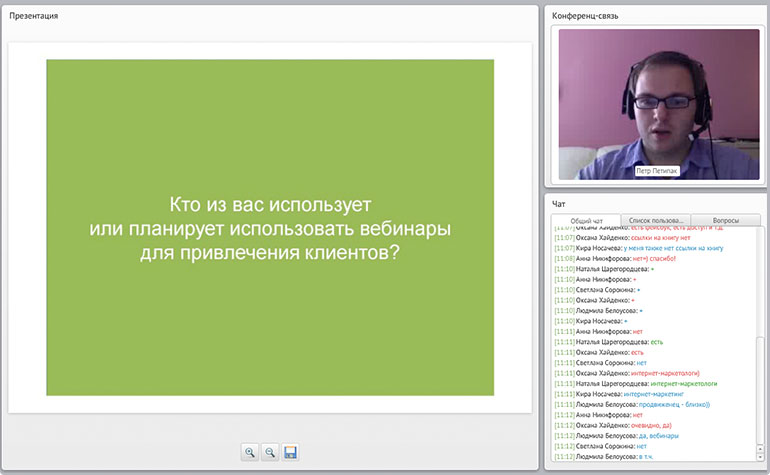 Презентация
Кто из вас использует
или планирует использовать вебинары
для привлечения клиентов?
Конференц-связь
Петр Пегипак
Чат
Общий чат
Список пользова...
Вопросы
[11:07] Оксана Хайденко: есть фейсбук, есть доступ и т.д.
[11:07] Оксана Хайденко: ссылки на книгу нет
[11:07] Кира Носачева: у меня также нет ссылки на книгу
[11:08] Анна Никифорова: нет=) спасибо!
[11:10] Наталья Царегородцева: +
[11:10] Анна Никифорова: +
[11:10] Светлана Сорокина: +
[11:10] Оксана Хайденко: +
[11:10] Людмила Белоусова: +
[11:10] Кира Носачева: +
[11:11] Анна Никифорова: нет
[11:11] Наталья Царегородцева: есть
[11:11] Оксана Хайденко: есть
[11:11] Светлана Сорокина: нет
[11:11] Оксана Хайденко: интернет-маркетологи)
[11:11] Наталья Царегородцева: интернет-маркетологи
[11:11] Кира Носачева: интернет-маркетинг
[11:11] Людмила Белоусова: продвиженец - близко))
[11:12] Анна Никифорова: нет
[11:12] Оксана Хайденко: очевидно, да)
[11:12] Людмила Белоусова: да, вебинары
[11:12] Светлана Сорокина: нет
[11:12] Людмила Белоусова: в т.ч.